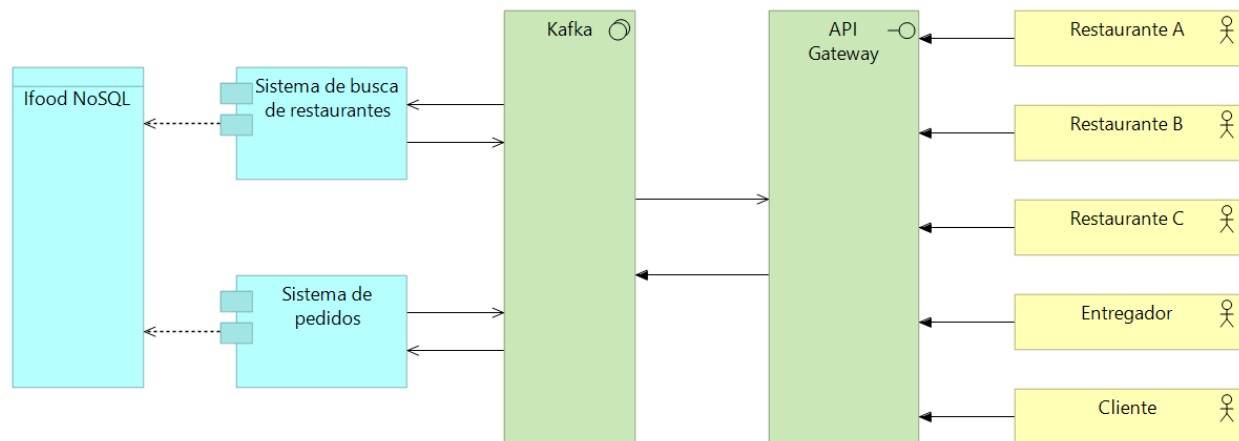 Ifood NoSQL
Sistema de busca
de restaurantes
Sistema de
pedidos
Kafka
API
Gateway
Restaurante A
Restaurante B
Restaurante C
Entregador
Cliente